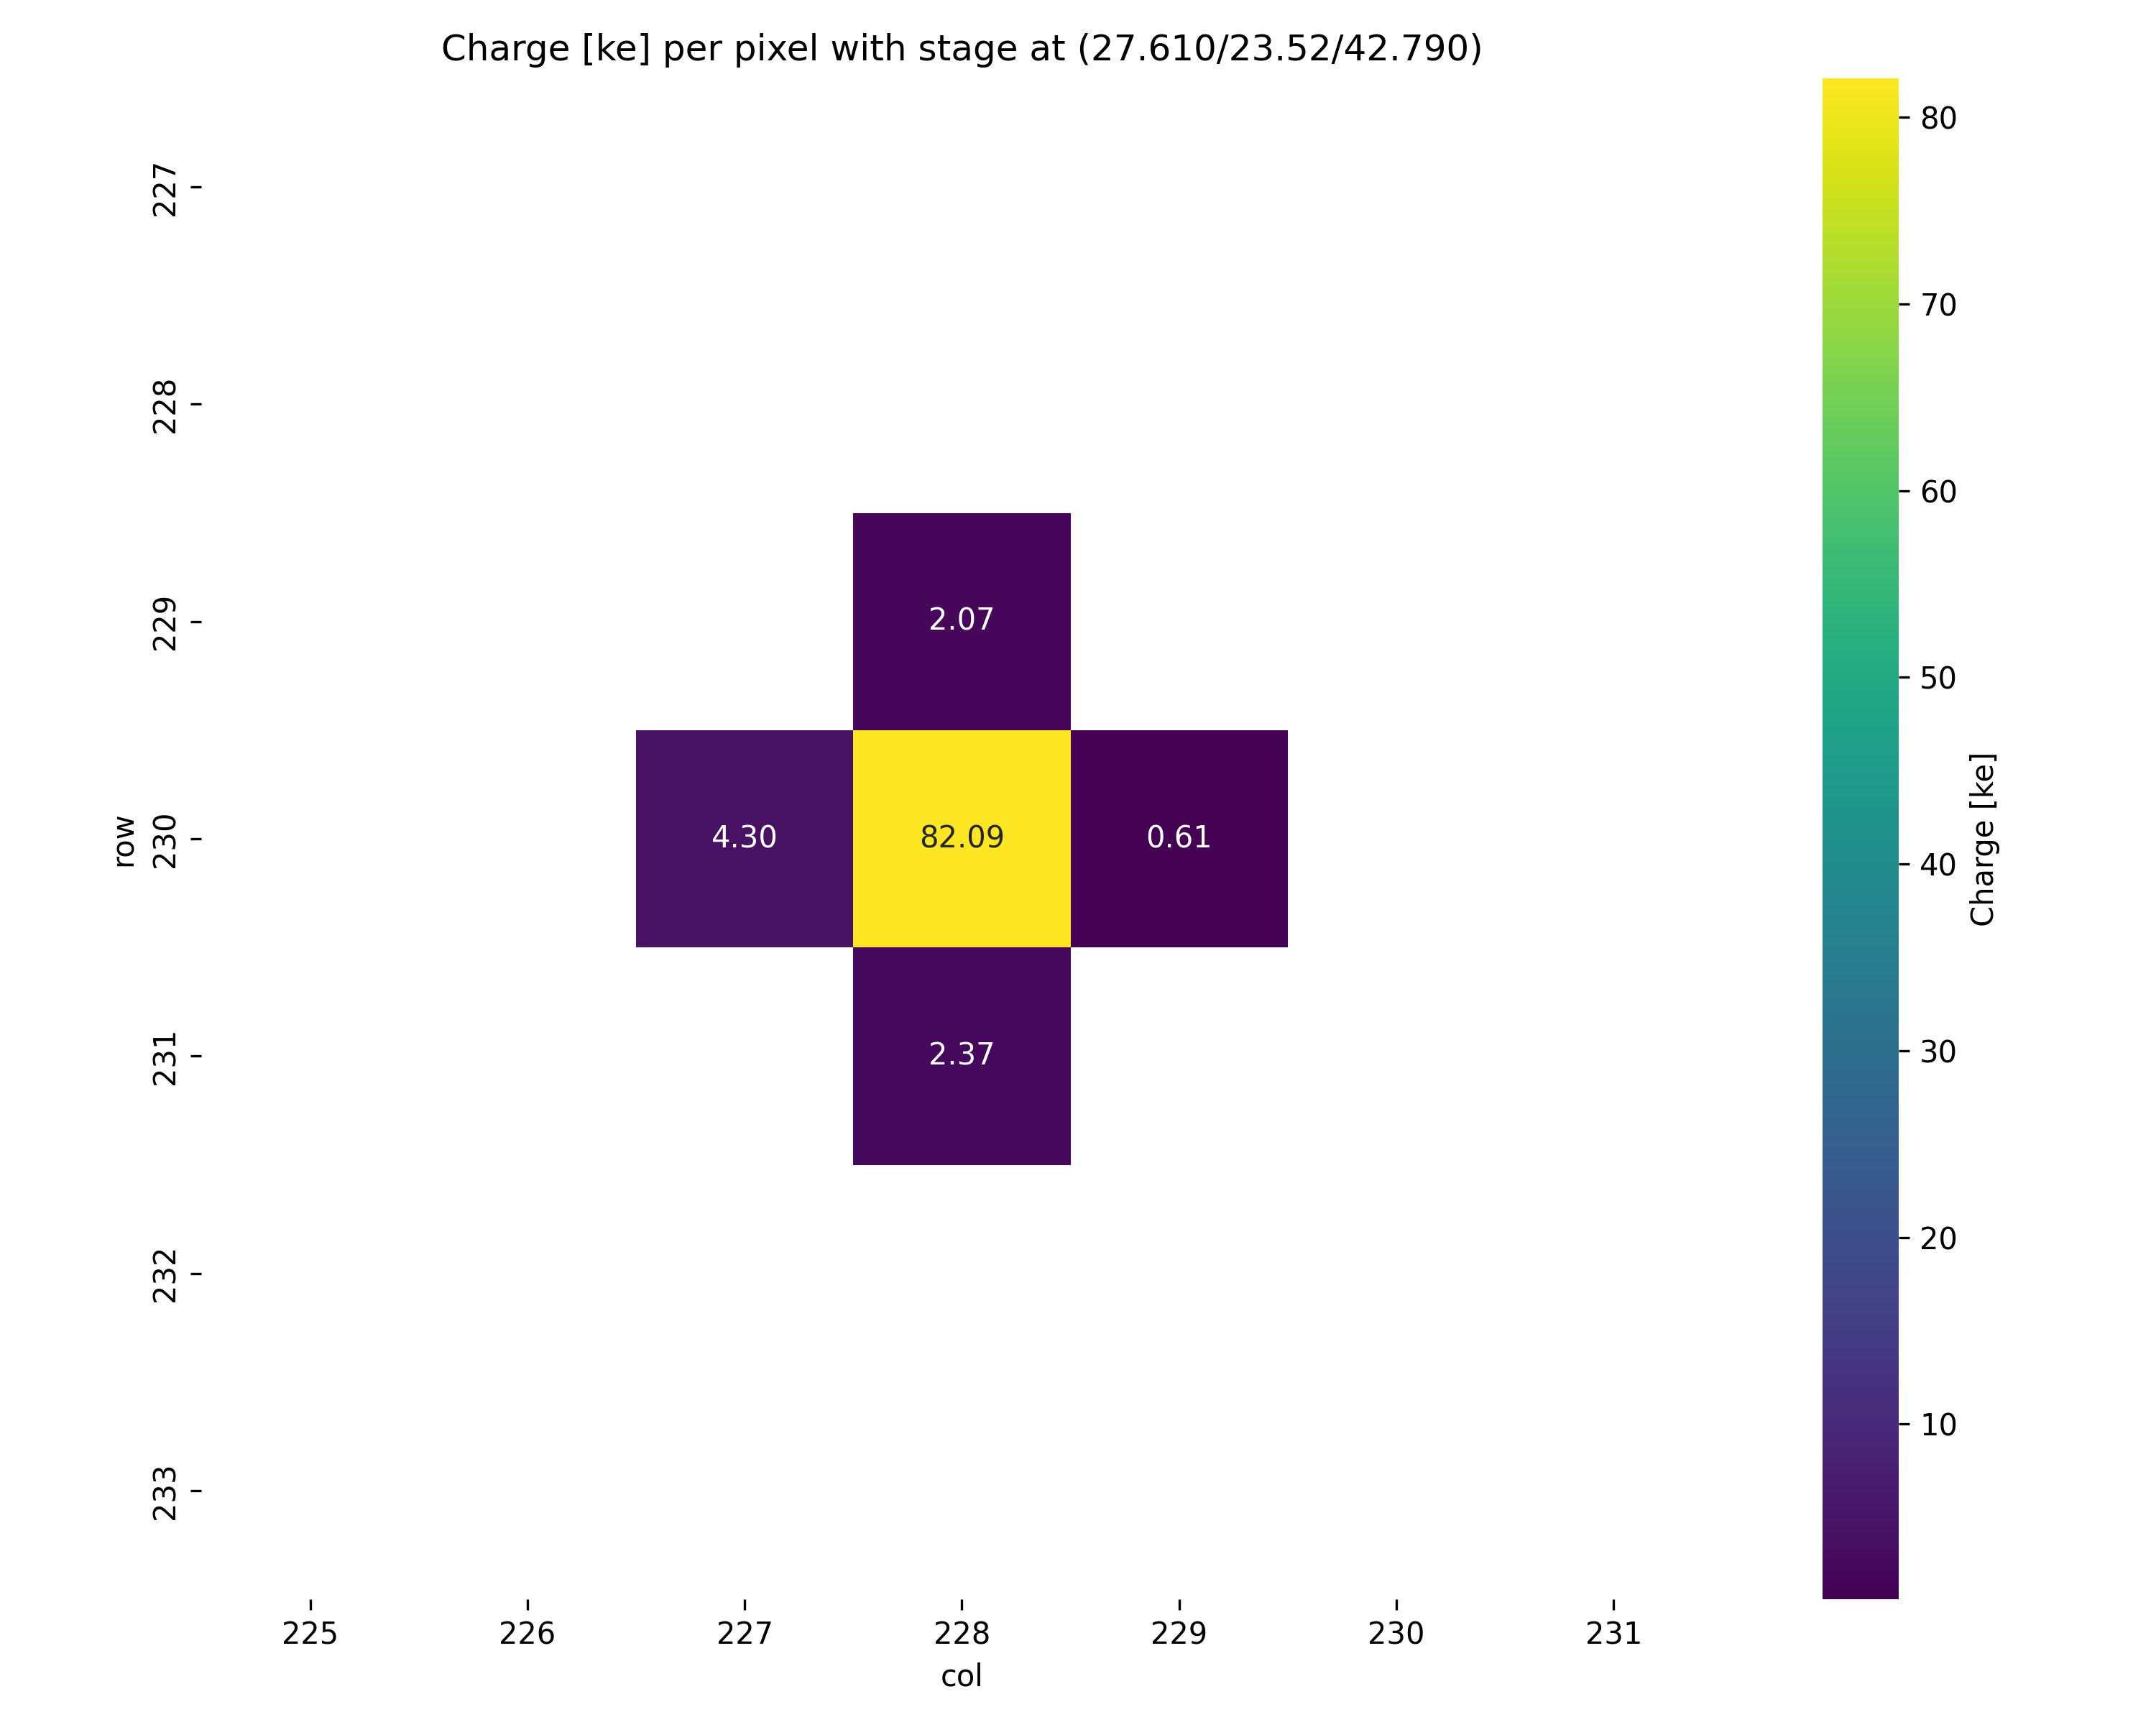 Charge [ke] per pixel with stage at (27.610/23.52/42.790)
227
228
229
230
231
232
233
row
2.07
4.30 82.09 0.61
2.37
225 226 227 228 229 230 231
col
80
70
60
50
40
30
20
10
Charge [ke]